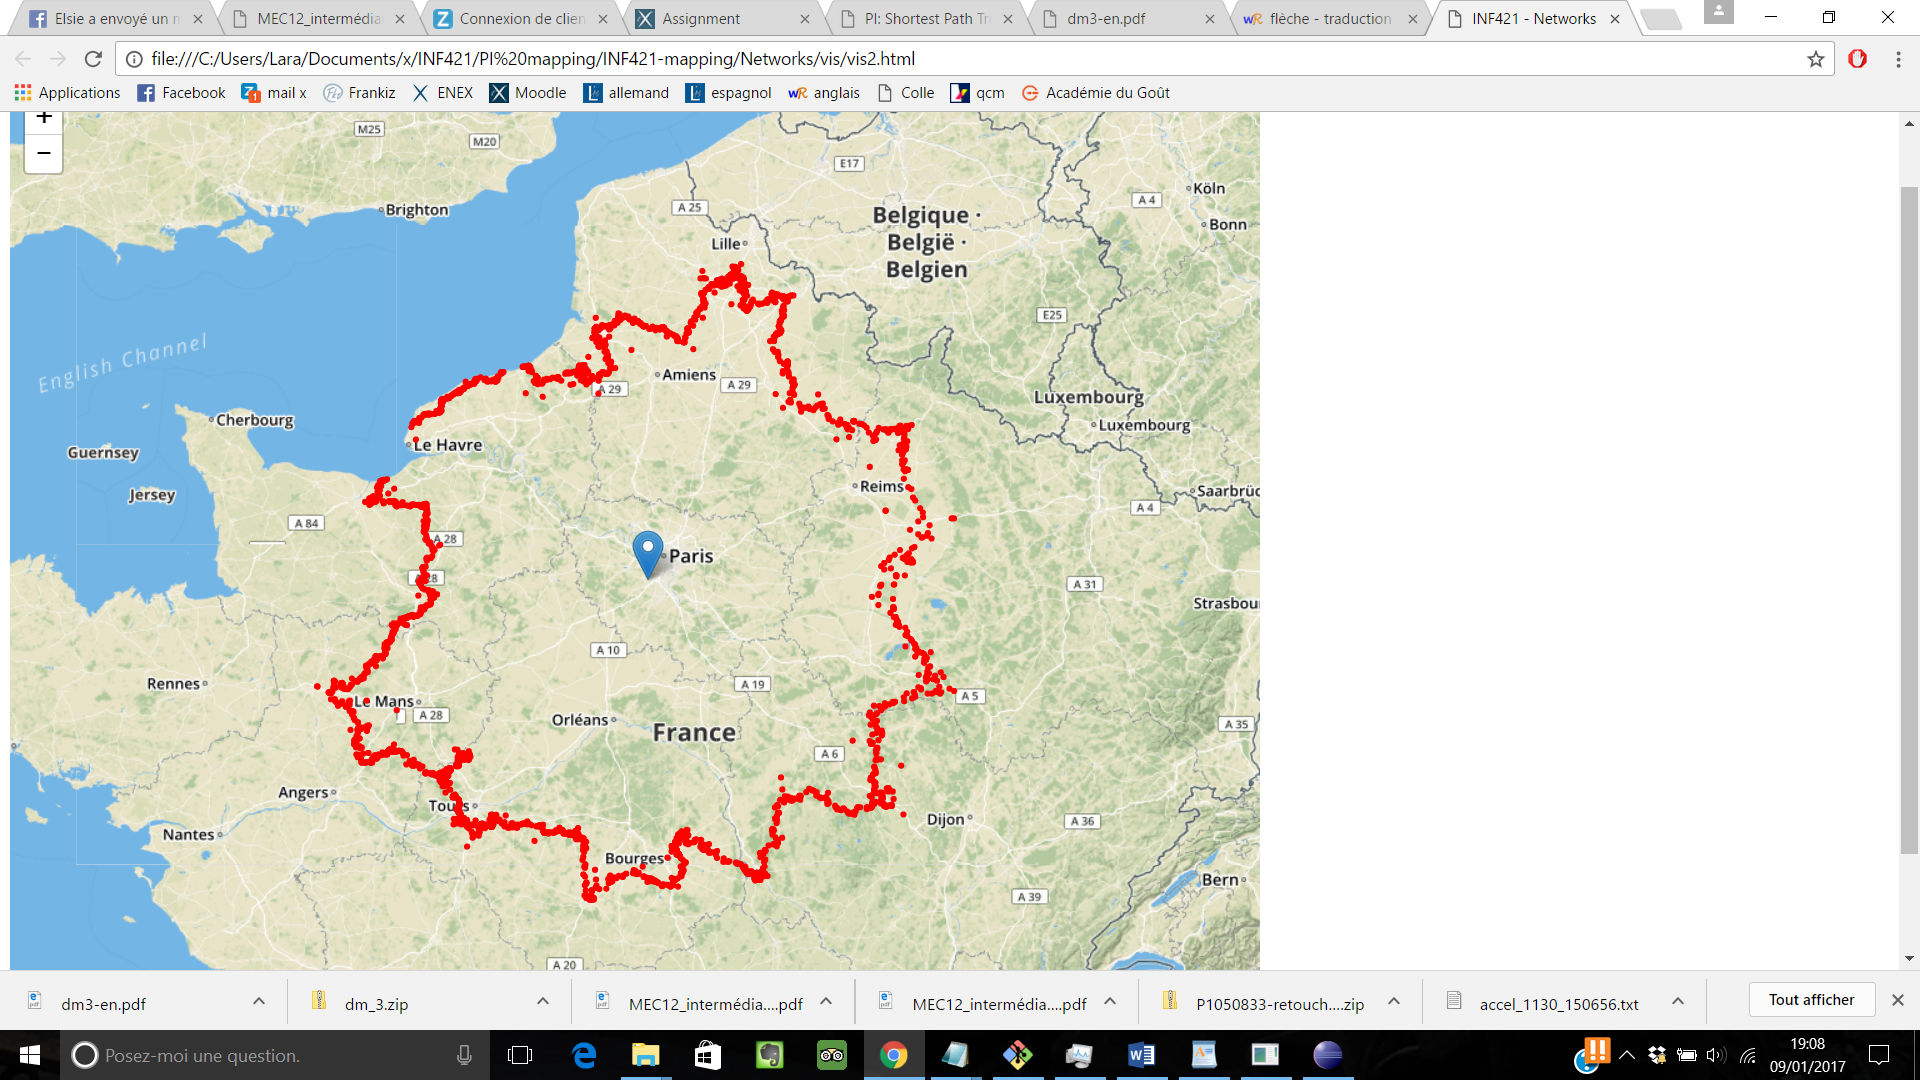 Elsie a envoyé un m
MEC12_intermédia
Connexion de clien
Assignment
PI: Shortest Path Tr
dm3-en.pdf
flèche - traduction
INF421 - Networks
file:///C:/Users/Lara/Documents/x/INF421/PI%20mapping/INF421-mapping/Networks/vis/vis2.html
Applications
Facebook
mail x
Frankiz
ENEX
Moodle
allemand
espagnol
anglais
Colle
qcm
Académie du Goût
+
−
M25
M20
E17
Köln
A 4
Brighton
A 25
Bonn
Belgique ·
België ·
Belgien
Lille
E25
English Channel
Amiens
A 29
A 29
Luxembourg
Luxembourg
Cherbourg
Le Havre
Guernsey
Jersey
Reims
Saarbrüc
A 4
A 84
A 28
Paris
A 28
A 31
Strasbou
A 10
Rennes
A 19
Le Mans
A 28
A 5
Orléans
France
A 35
A 6
Angers
Tours
Dijon
A 36
Nantes
Bourges
Bern
A 39
A 20
dm3-en.pdf
dm_3.zip
MEC12_intermédia....pdf
MEC12_intermédia....pdf
P1050833-retouch....zip
accel_1130_150656.txt
Tout afficher
Posez-moi une question.
19:08
09/01/2017